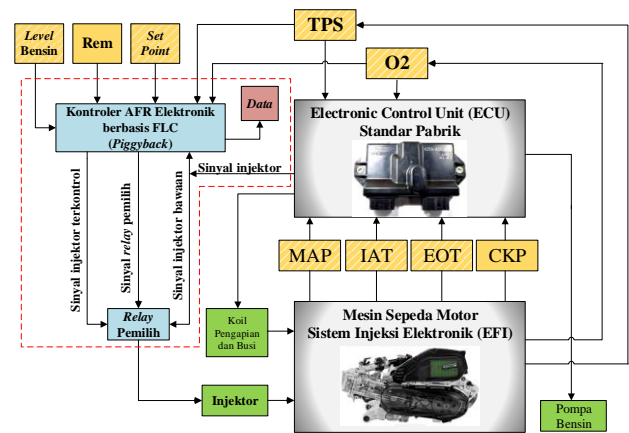 TPS
Level
Bensin
Rem
Set
Point
O2
Kontroler AFR Elektronik
berbasis FLC
(Piggyback)
Data
Electronic Control Unit (ECU)
Standar Pabrik
Sinyal injektor
Sinyal injektor terkontrol
Sinyal relay pemilih
Sinyal injektor bawaan
MAP
IAT
EOT
CKP
Relay
Pemilih
Koil
Pengapian
dan Busi
Mesin Sepeda Motor
Sistem Injeksi Elektronik (EFI)
Injektor
Pompa
Bensin